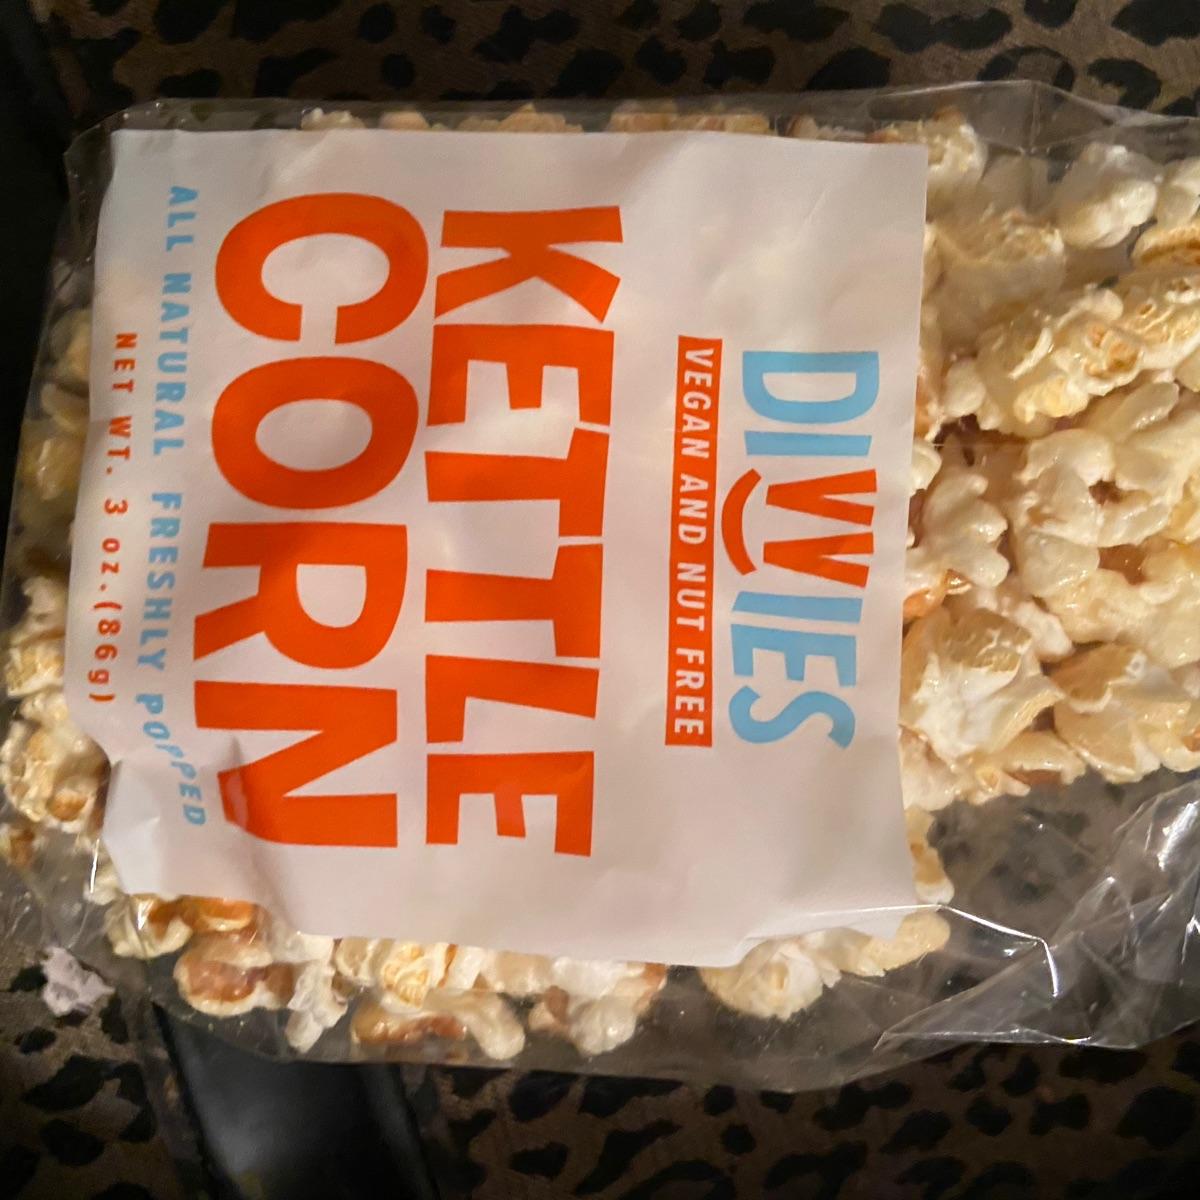 DIVVIES
VEGAN AND NUT FREE
KETTLE
CORN
ALL NATURAL FRESHLY POPPED
NET WT. 3 oz. (86g)